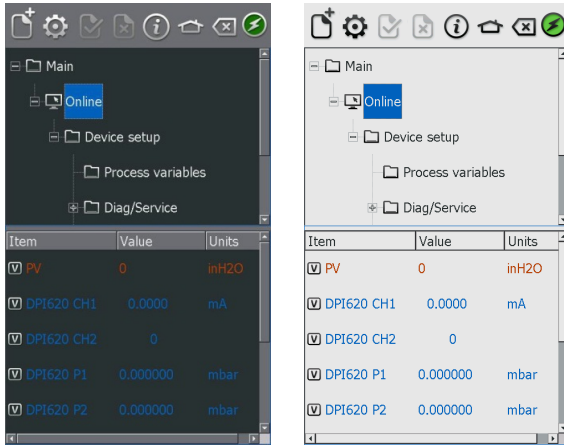 Main
Online
Device setup
Process variables
Diag/Service
Item Value Units
V PV 0 inH2O
V DPI620 CH1 0.0000 mA
V DPI620 CH2 0
V DPI620 P1 0.000000 mbar
V DPI620 P2 0.000000 mbar
Main
Online
Device setup
Process variables
Diag/Service
Item Value Units
V PV 0 inH2O
V DPI620 CH1 0.0000 mA
V DPI620 CH2 0
V DPI620 P1 0.000000 mbar
V DPI620 P2 0.000000 mbar